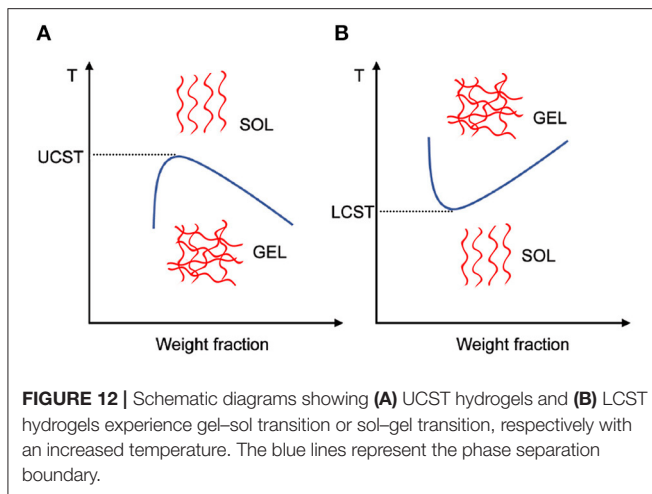 A
T
SOL
UCST
GEL
Weight fraction
B
T
GEL
LCST
SOL
Weight fraction
FIGURE 12 | Schematic diagrams showing (A) UCST hydrogels and (B) LCST
hydrogels experience gel–sol transition or sol–gel transition, respectively with
an increased temperature. The blue lines represent the phase separation
boundary.